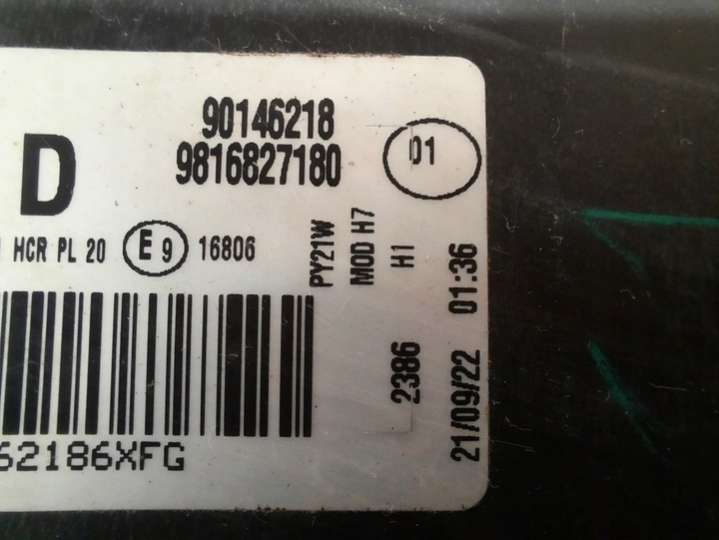 90146218
9816827180
01
D
HCR PL 20 E 9 16806
PY21W
MOD H7
H1
2386
21/09/22 01:36
62186XFG